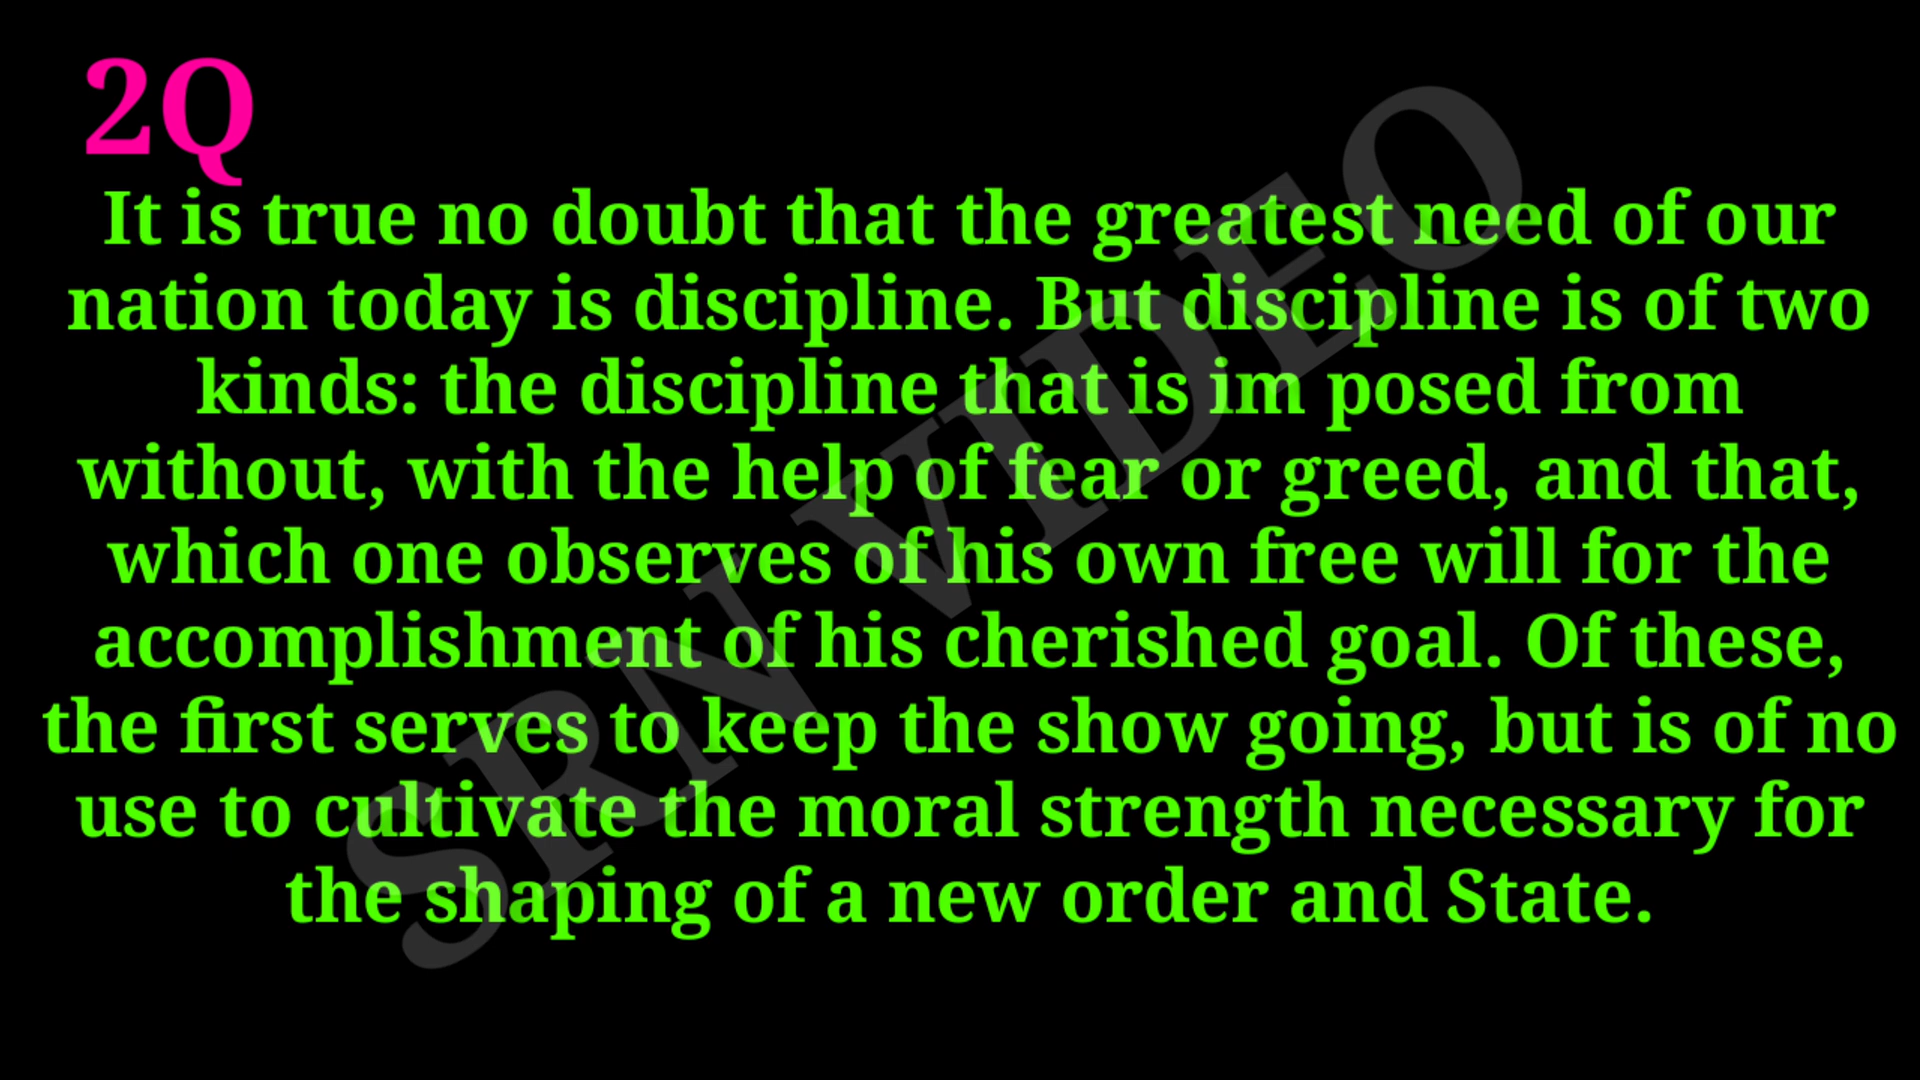 2Q
It is true no doubt that the greatest need of our
nation today is discipline. But discipline is of two
kinds: the discipline that is im posed from
without, with the help of fear or greed, and that,
which one observes of his own free will for the
accomplishment of his cherished goal. Of these,
the first serves to keep the show going, but is of no
use to cultivate the moral strength necessary for
the shaping of a new order and State.
SRN VIDEO